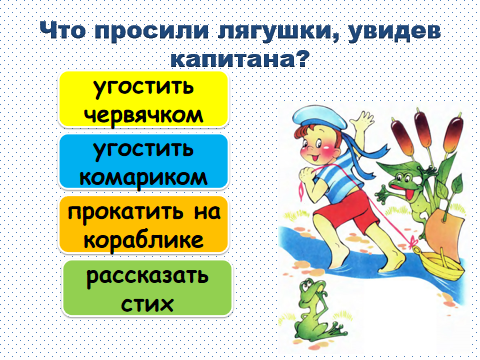 Что просили лягушки, увидев
капитана?
угостить
червячком
угостить
комариком
прокатить на
кораблике
рассказать
стих